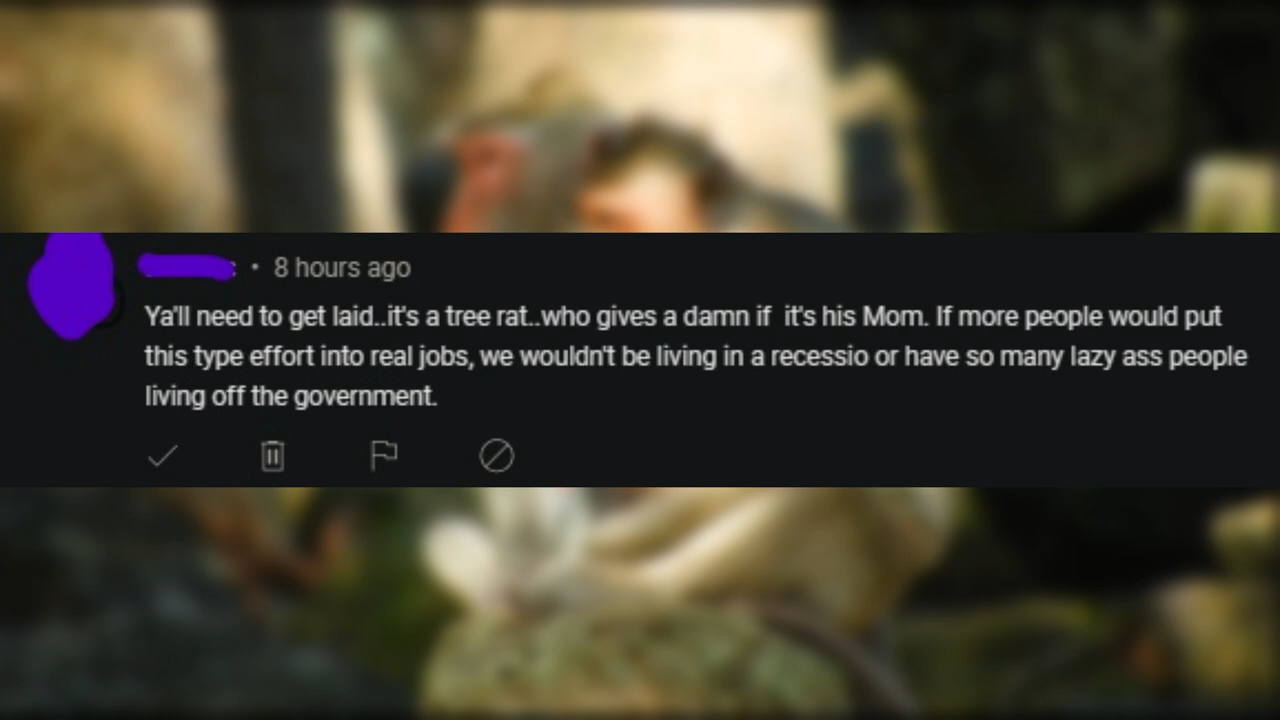 • 8 hours ago
Ya'll need to get laid..it's a tree rat..who gives a damn if  it's his Mom. If more people would put
this type effort into real jobs, we wouldn't be living in a recessio or have so many lazy ass people
living off the government.